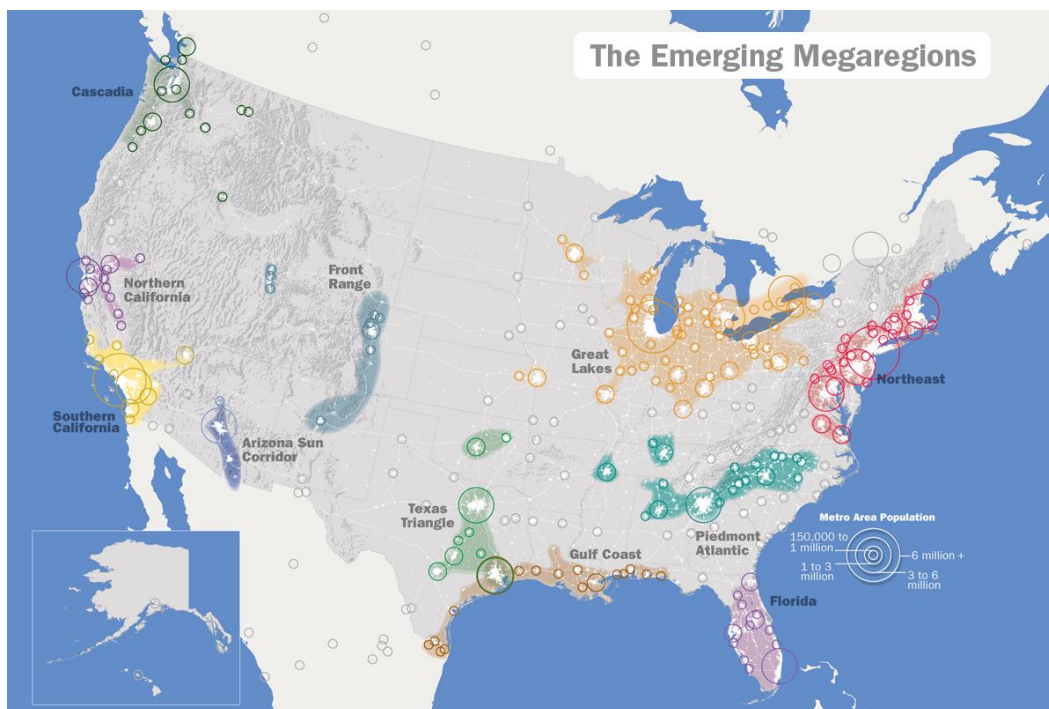 The Emerging Megaregions
Cascadia
Northern
California
Front
Range
Great
Lakes
Northeast
Southern
California
Arizona Sun
Corridor
Texas
Triangle
Gulf Coast
Piedmont
Atlantic
Florida
Metro Area Population
150,000 to
1 million
1 to 3
million
6 million +
3 to 6
million